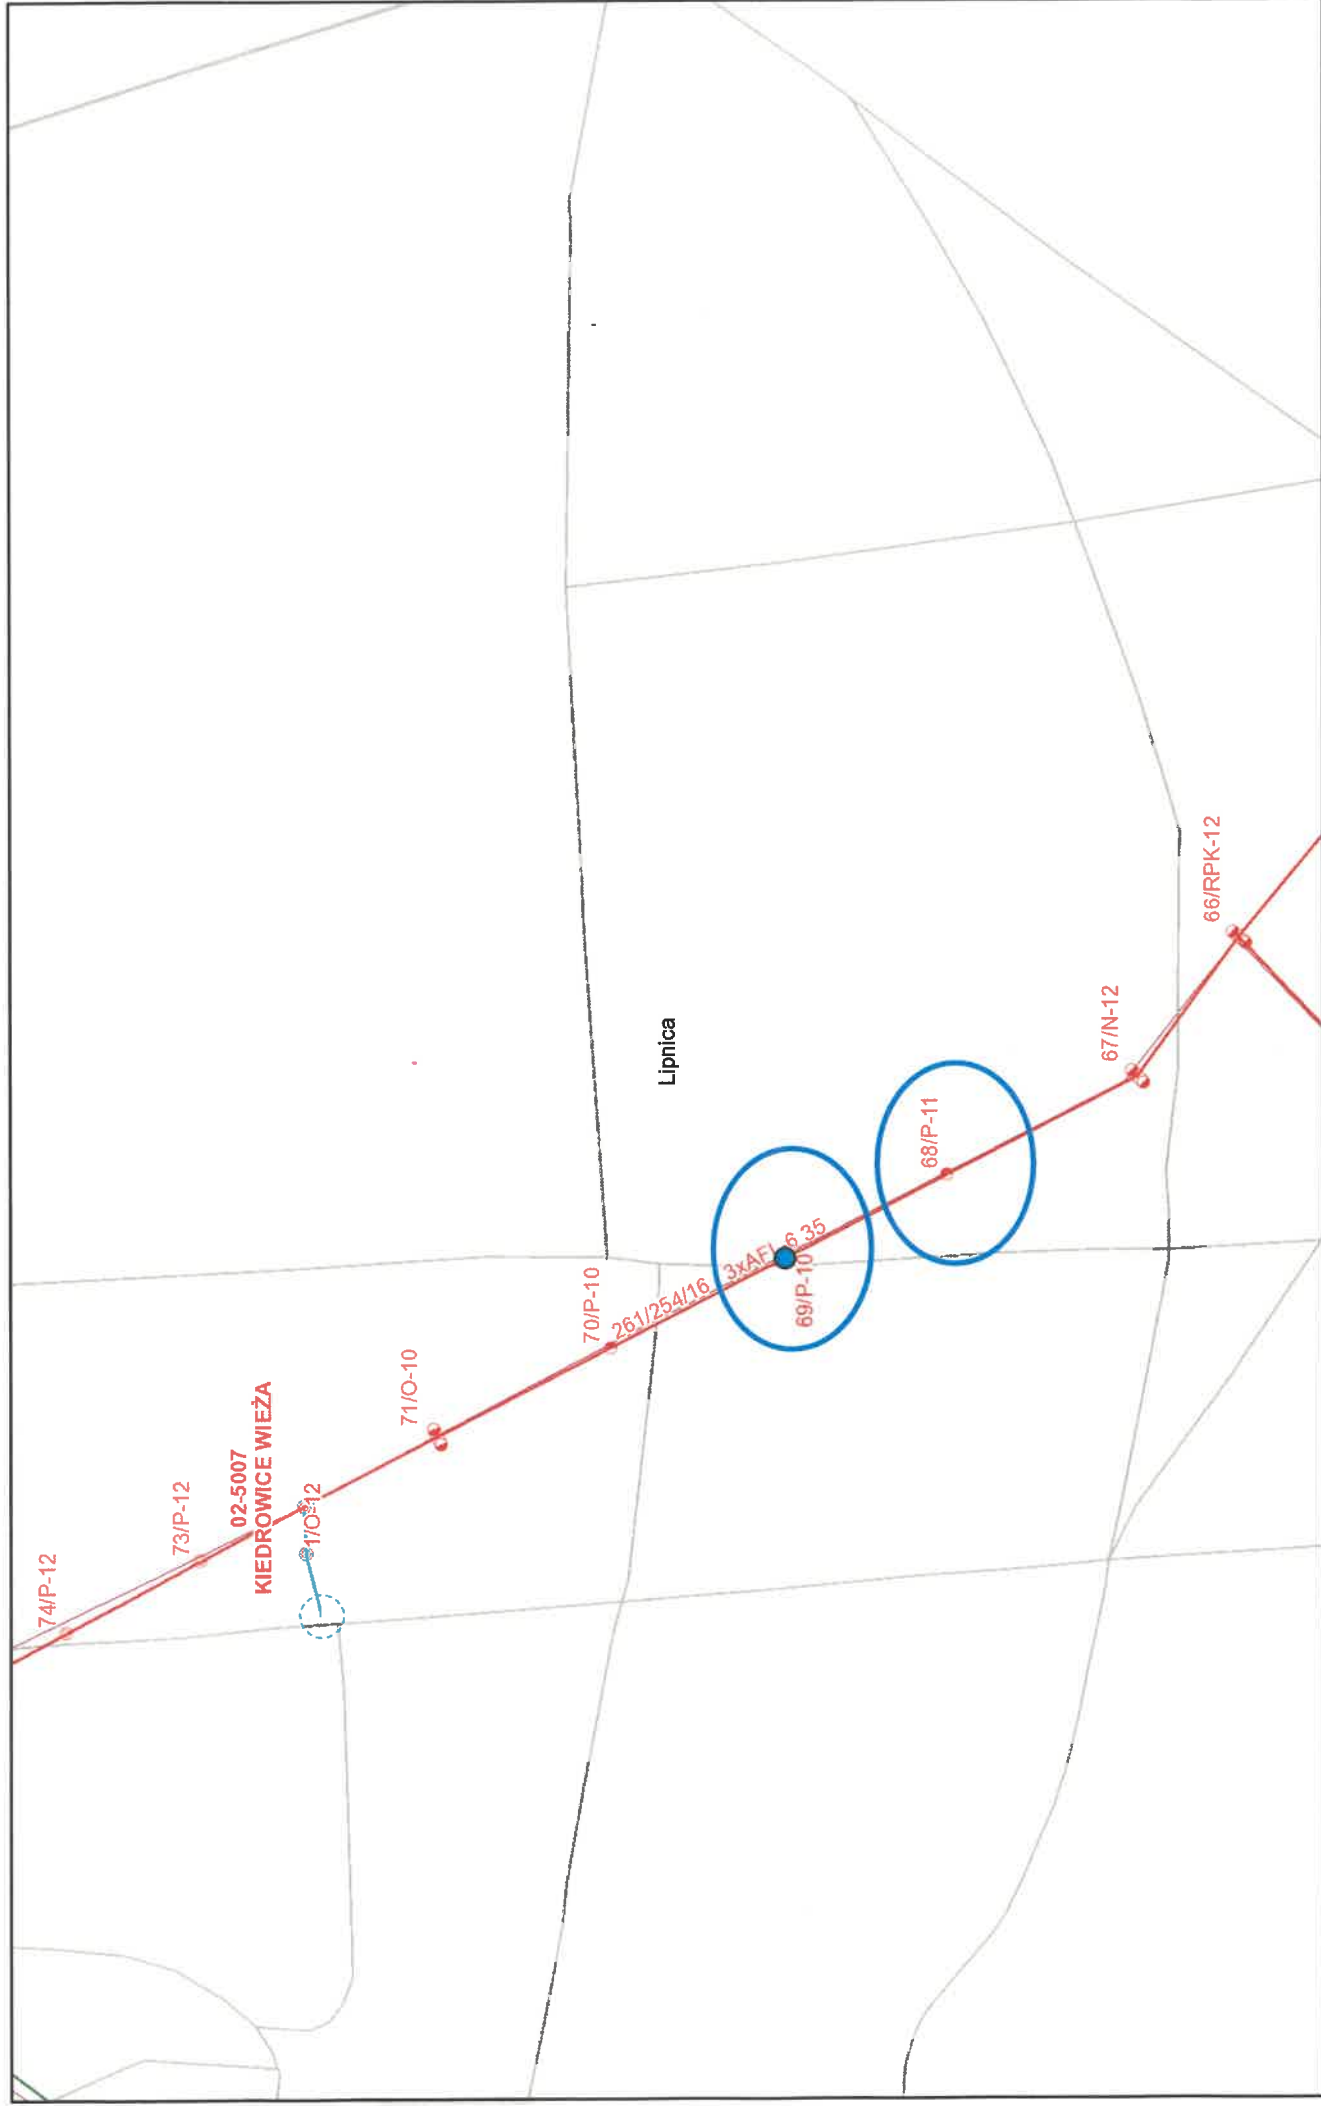 74/P-12
73/P-12
02-5007
KIEDROWICE WIEŻA
1/O-12
71/O-10
70/P-10
261/254/16 3xAFL 6 35
69/P-10
Lipnica
68/P-11
67/N-12
66/RPK-12